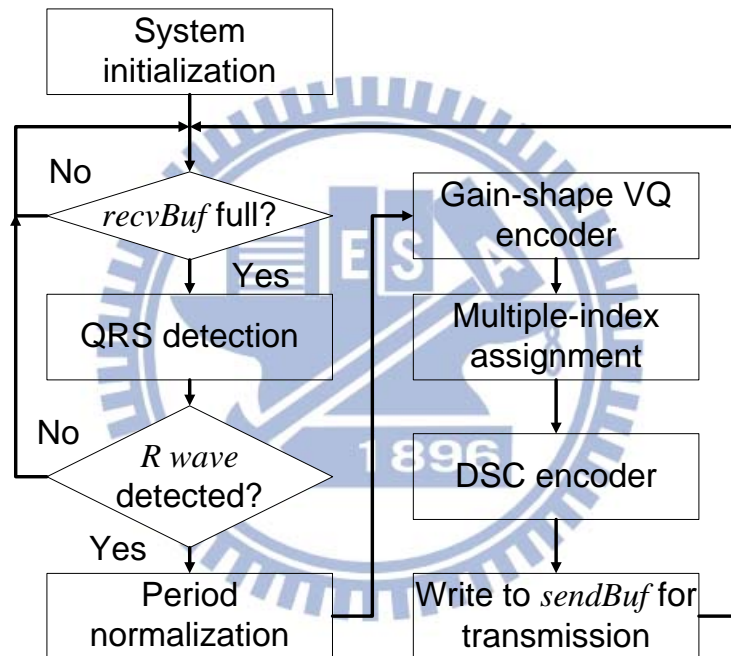 System
initialization
No
recvBuf full?
Yes
QRS detection
No
R wave
detected?
Yes
Period
normalization
Gain-shape VQ
encoder
Multiple-index
assignment
DSC encoder
Write to sendBuf for
transmission
E S A
1896